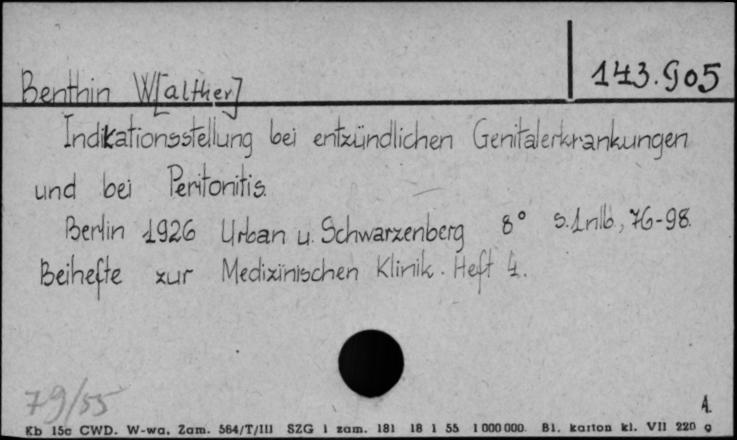 143.905
Benthin W[alther]
Indikationsstellung bei entzündlichen Genitalerkrankungen
und bei Peritonitis.
Berlin 1926 Urban u. Schwarzenberg 8° S. 1nlb., 76-98.
Beihefte zur Medizinischen Klinik. Heft 4.
79/55
A.
Kb 15c CWD. W-wa. Zam. 564/T/III SZG 1 zam. 181 18 1 55 1 000 000. Bl. karton kl. VII 220 g